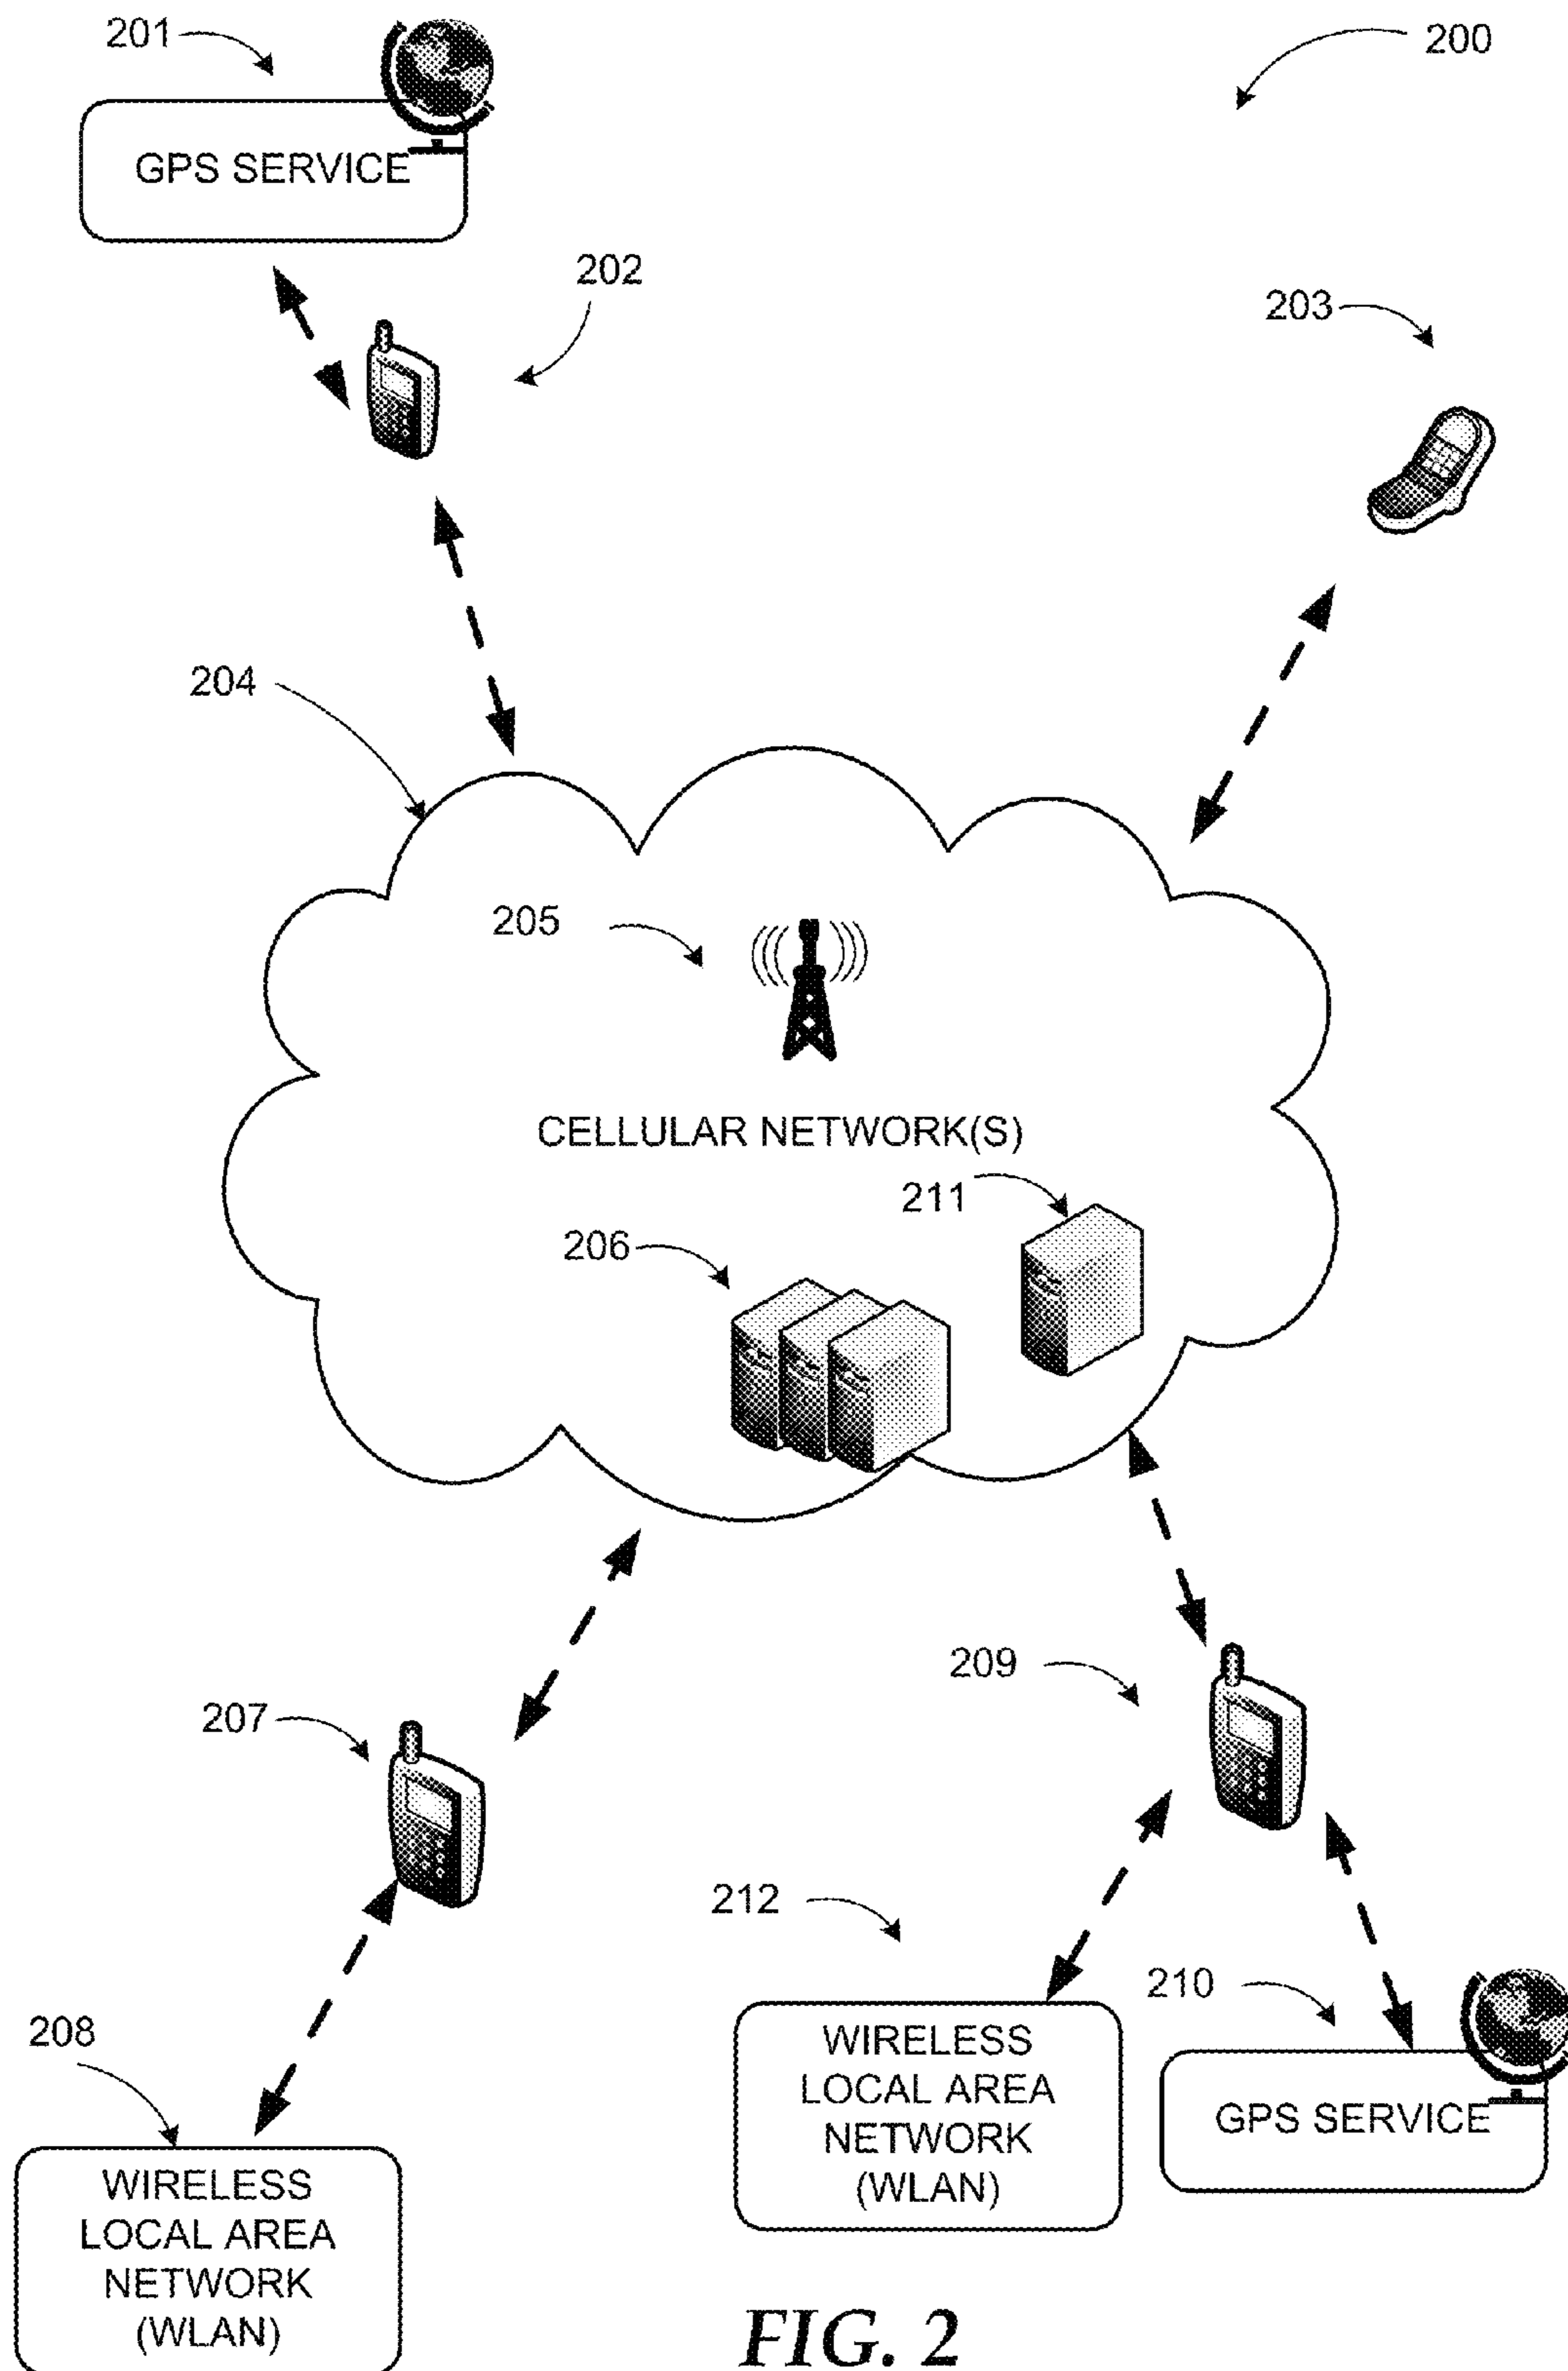 201
200
GPS SERVICE
202
203
204
205
CELLULAR NETWORK(S)
211
206
209
207
212
210
208
WIRELESS
LOCAL AREA
NETWORK
(WLAN)
GPS SERVICE
WIRELESS
LOCAL AREA
NETWORK
(WLAN)
FIG. 2